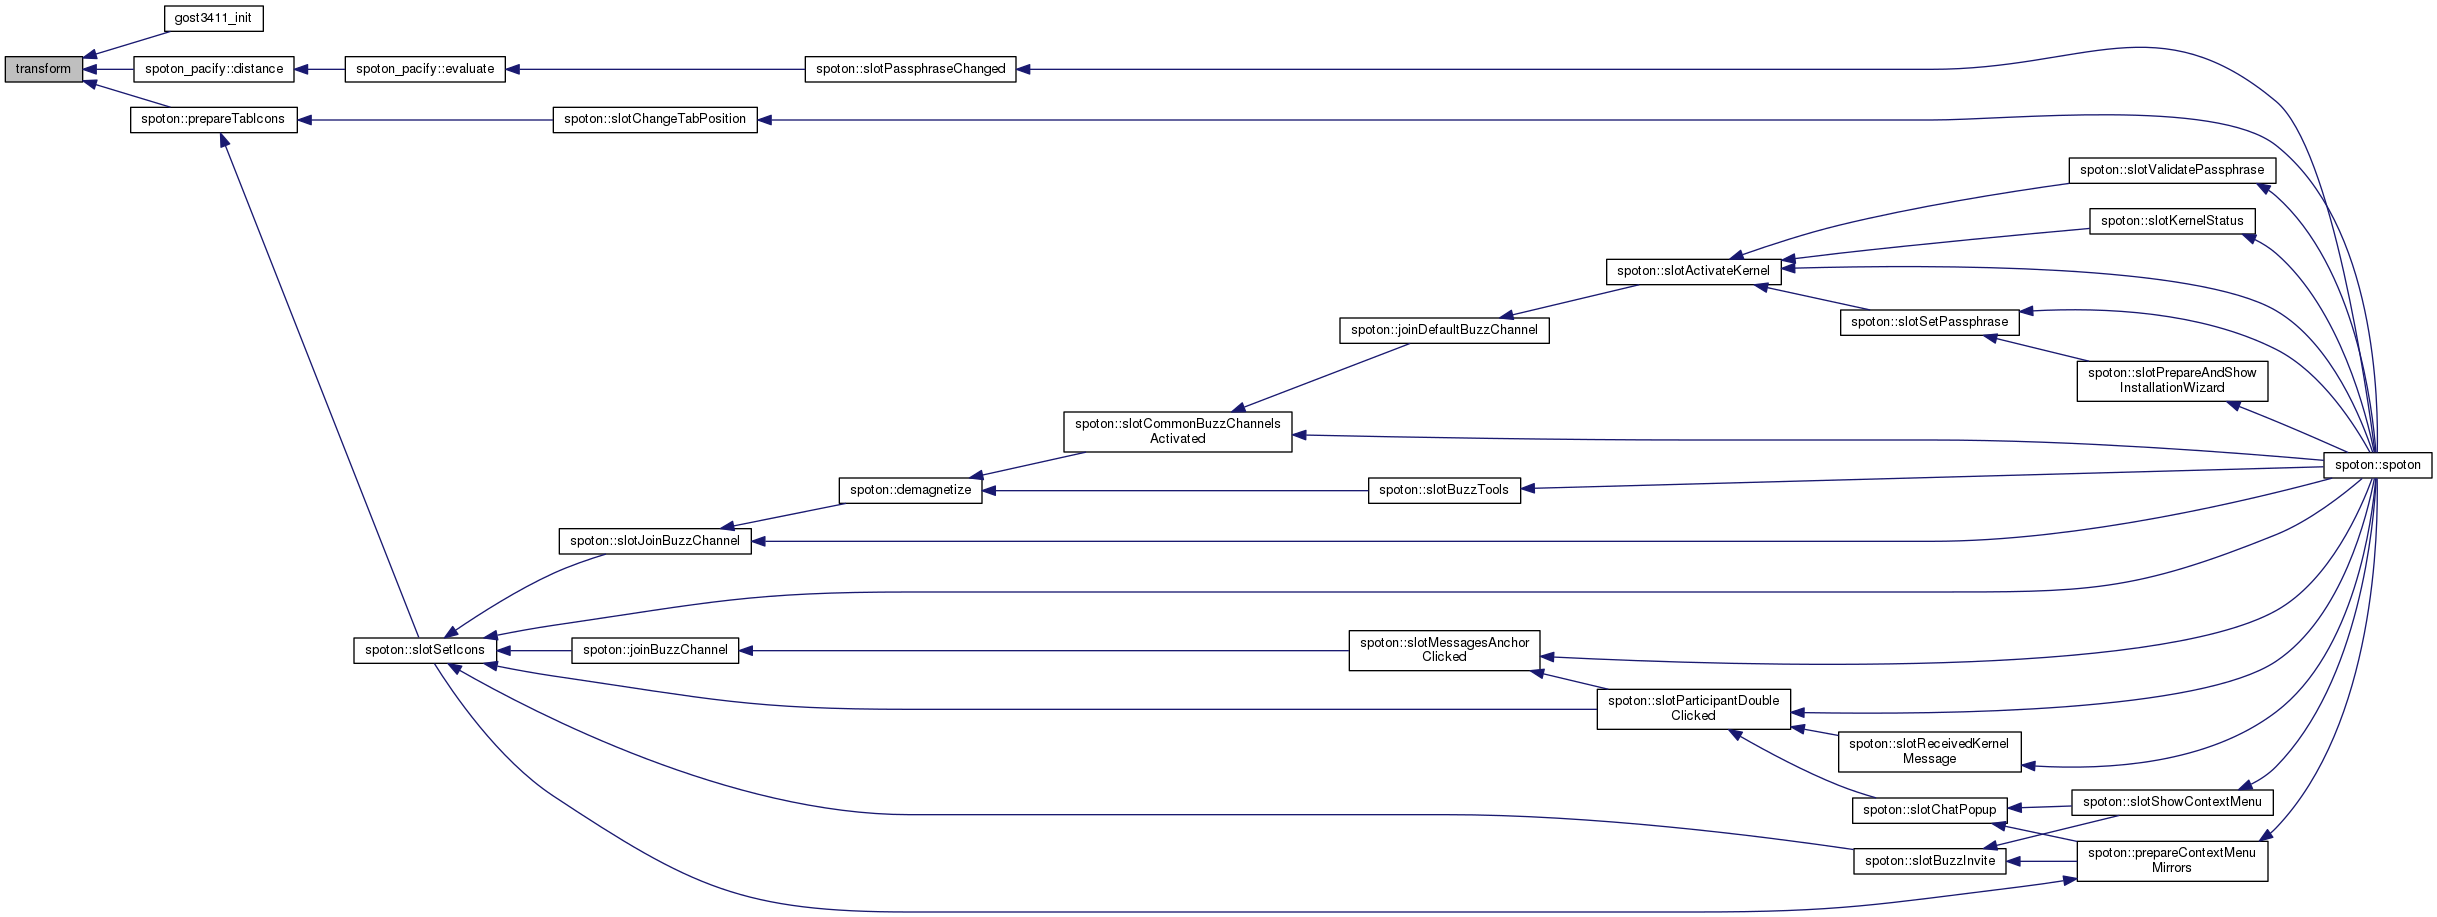 gost3411_init
transform
spoton_pacify::distance
spoton_pacify::evaluate
spoton::slotPassphraseChanged
spoton::prepareTabIcons
spoton::slotChangeTabPosition
spoton::slotValidatePassphrase
spoton::slotKernelStatus
spoton::slotActivateKernel
spoton::slotSetPassphrase
spoton::joinDefaultBuzzChannel
spoton::slotPrepareAndShow
InstallationWizard
spoton::slotCommonBuzzChannels
Activated
spoton::spoton
spoton::demagnetize
spoton::slotBuzzTools
spoton::slotJoinBuzzChannel
spoton::slotSetIcons
spoton::joinBuzzChannel
spoton::slotMessagesAnchor
Clicked
spoton::slotParticipantDouble
Clicked
spoton::slotReceivedKernel
Message
spoton::slotChatPopup
spoton::slotShowContextMenu
spoton::slotBuzzInvite
spoton::prepareContextMenu
Mirrors